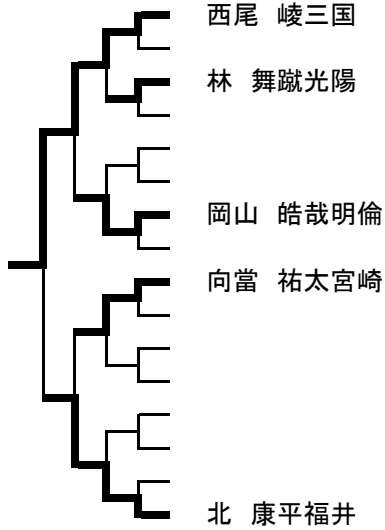 西尾 崚三国
林 舞蹴光陽
岡山 皓哉明倫
向當 祐太宮崎
北 康平福井